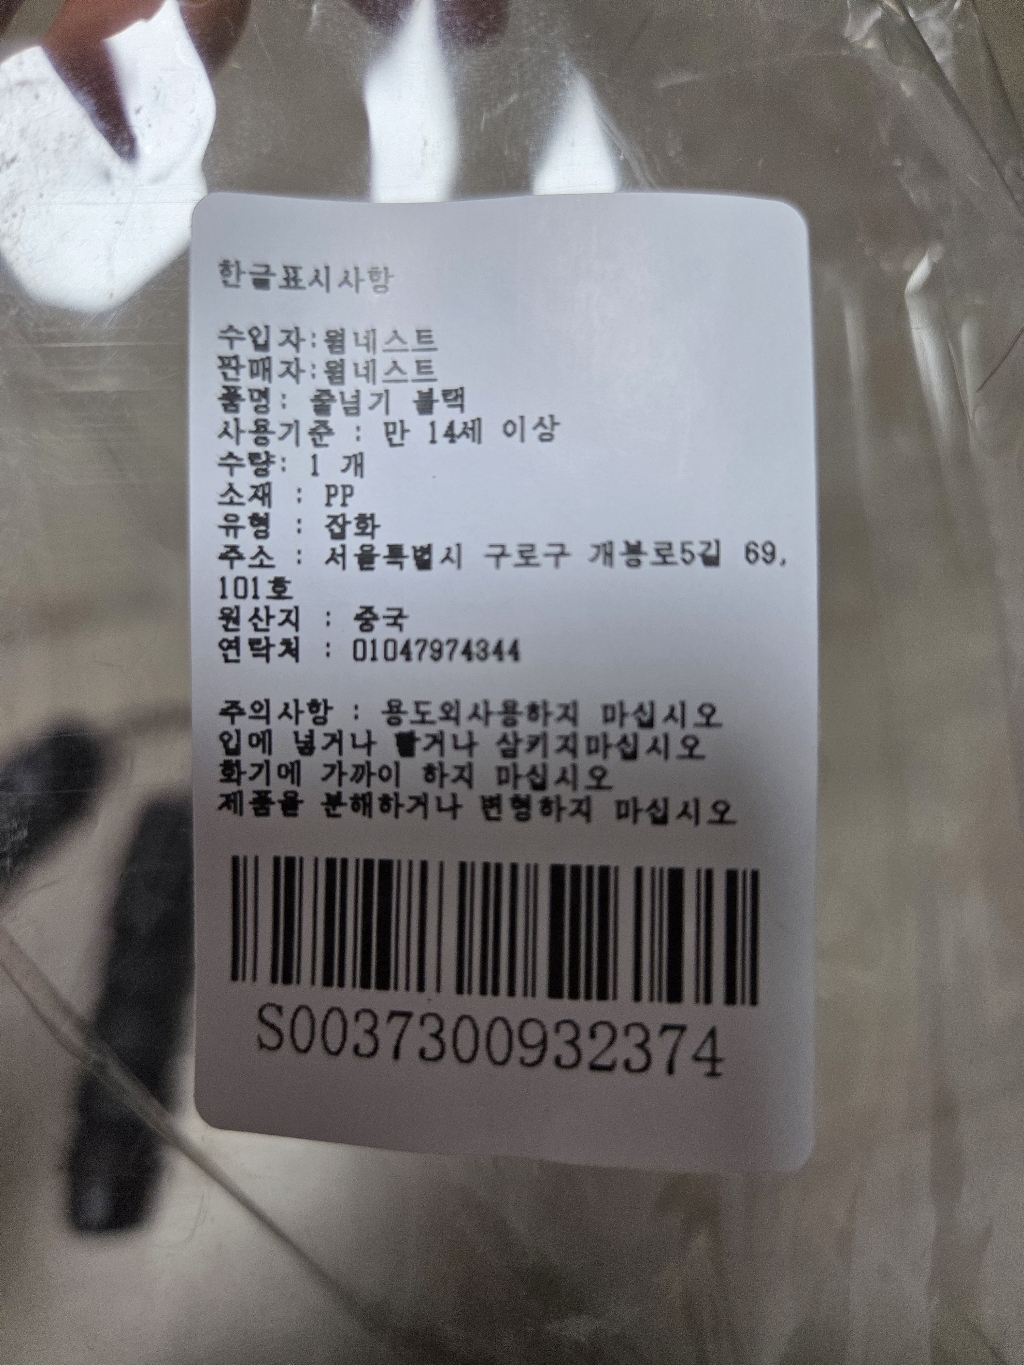 한글표시사항
수입자:윌네스트
판매자:윌네스트
품명: 줄넘기 블랙
사용기준 : 만 14세 이상
수량: 1 개
소재 : PP
유형 : 잡화
주소 : 서울특별시 구로구 개봉로5길 69,
101호
원산지 : 중국
연락처 : 01047974344
주의사항 : 용도외사용하지 마십시오
입에 넣거나 빨거나 삼키지마십시오
화기에 가까이 하지 마십시오
제품을 분해하거나 변형하지 마십시오
S0037300932374